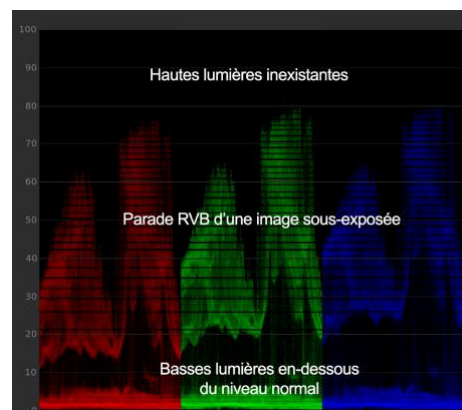 100
90
Hautes lumières inexistantes
80
70
60
50
Parade RVB d'une image sous-exposée
40
30
20
10
Basses lumières en-dessous
du niveau normal
0